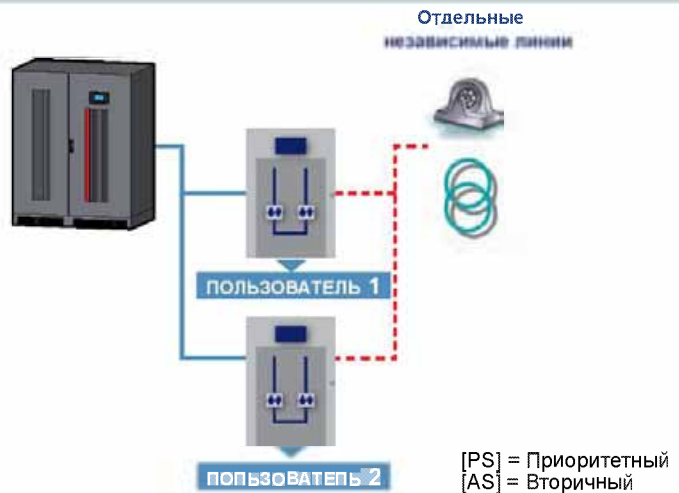 Отдельные
независимые линии
ПОЛЬЗОВАТЕЛЬ 1
ПОЛЬЗОВАТЕЛЬ 2
[PS] = Приоритетный
[AS] = Вторичный